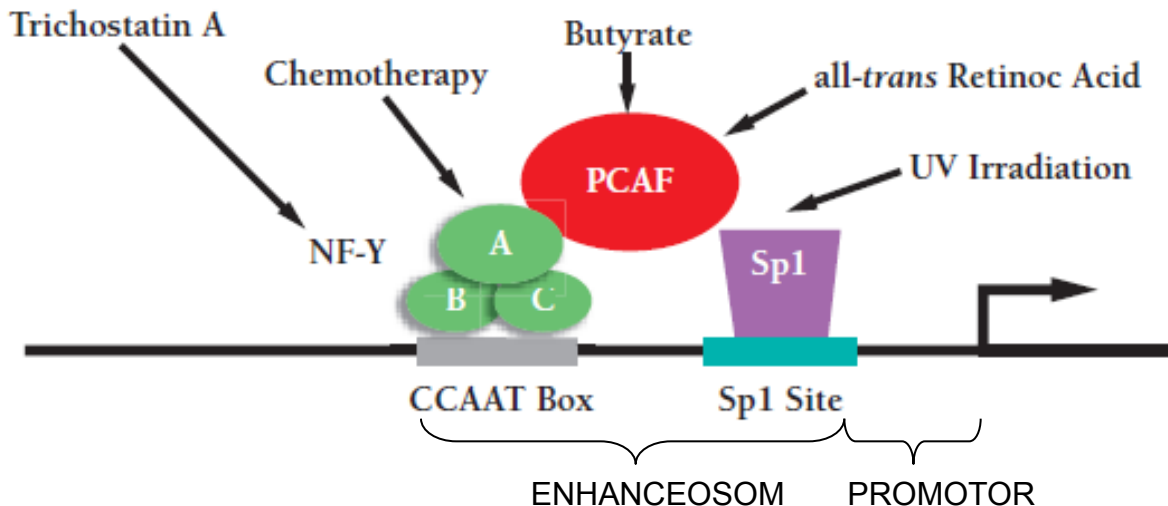 Trichostatin A
Butyrate
Chemotherapy
all-trans Retinoc Acid
PCAF
UV Irradiation
NF-Y
A
Sp1
B
C
CCAAT Box
Sp1 Site
ENHANCEOSOM
PROMOTOR